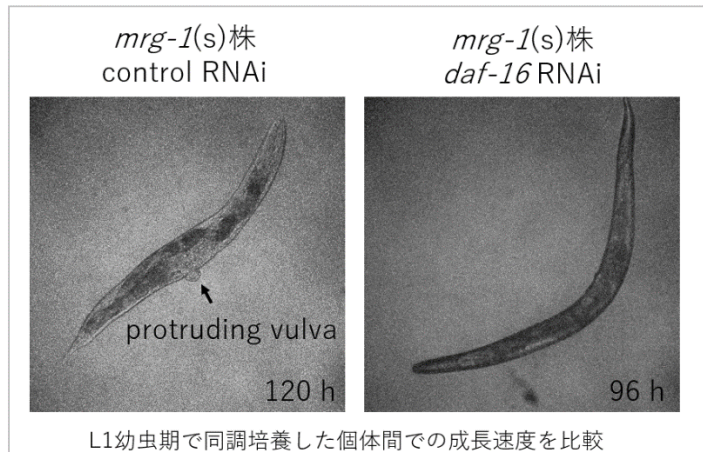 mrg-1(s)株
control RNAi
mrg-1(s)株
daf-16 RNAi
protruding vulva
120 h
96 h
L1幼虫期で同調培養した個体間での成長速度を比較